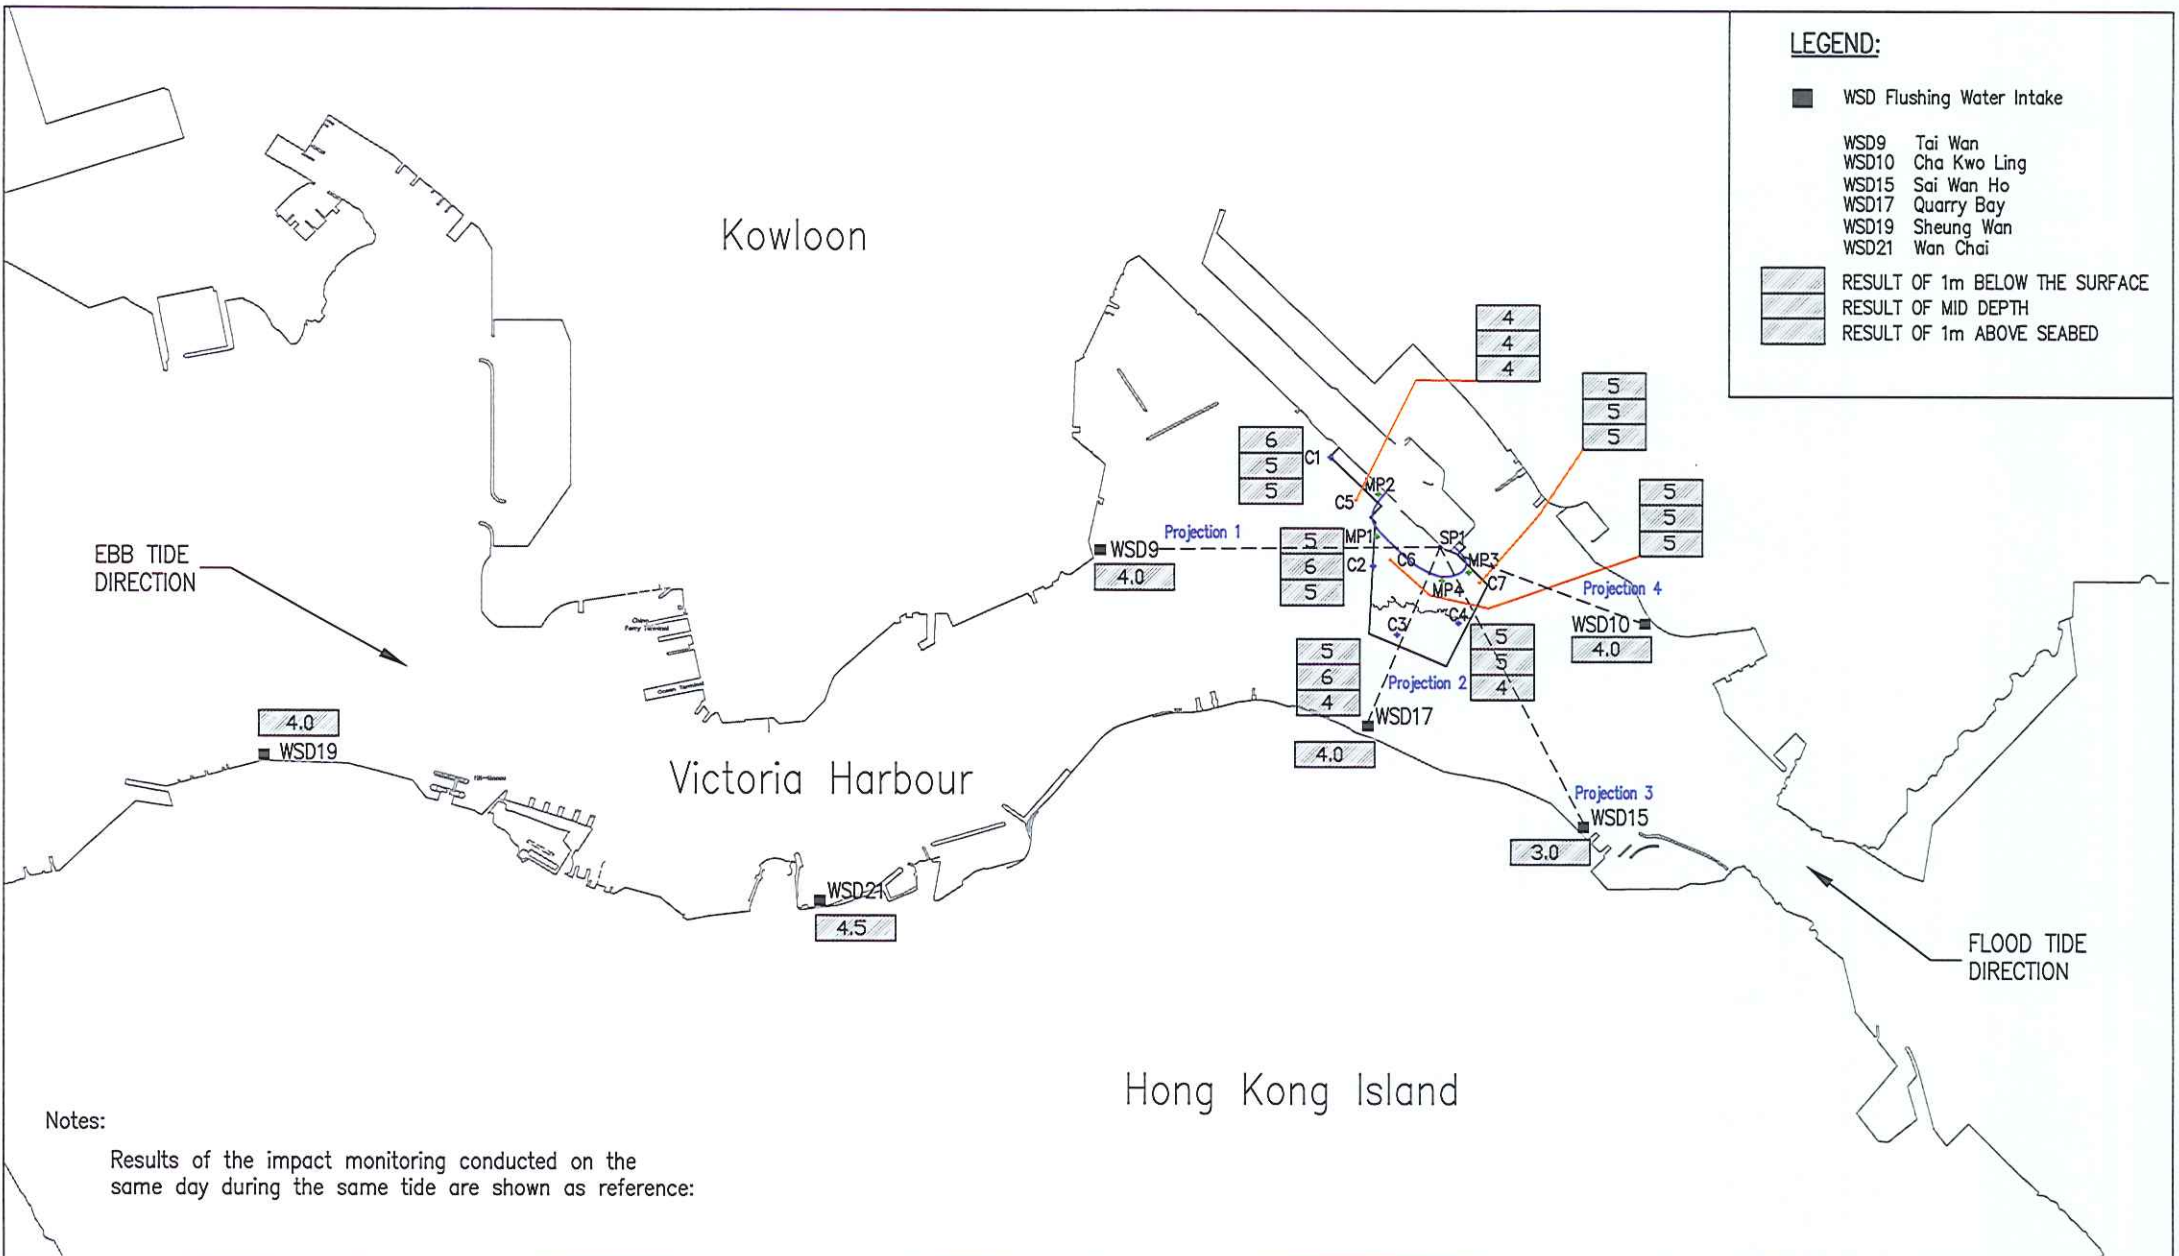 LEGEND:
WSD Flushing Water Intake
WSD9 Tai Wan
WSD10 Cha Kwo Ling
WSD15 Sai Wan Ho
WSD17 Quarry Bay
WSD19 Sheung Wan
WSD21 Wan Chai
RESULT OF 1m BELOW THE SURFACE
RESULT OF MID DEPTH
RESULT OF 1m ABOVE SEABED
Kowloon
4
4
4
5
5
5
6
5
5
C1
MP2
C5
5
5
5
Projection 1
WSD9
4.0
5
6
5
MP1
C2
SP1
C6
MP3
C7
MP4
C4
C3
Projection 4
WSD10
4.0
EBB TIDE
DIRECTION
China
Ferry Terminal
Ocean Terminal
5
6
4
5
5
4
Projection 2
WSD17
4.0
4.0
WSD19
Victoria Harbour
Projection 3
WSD15
3.0
WSD21
4.5
FLOOD TIDE
DIRECTION
Hong Kong Island
Notes:
Results of the impact monitoring conducted on the
same day during the same tide are shown as reference: